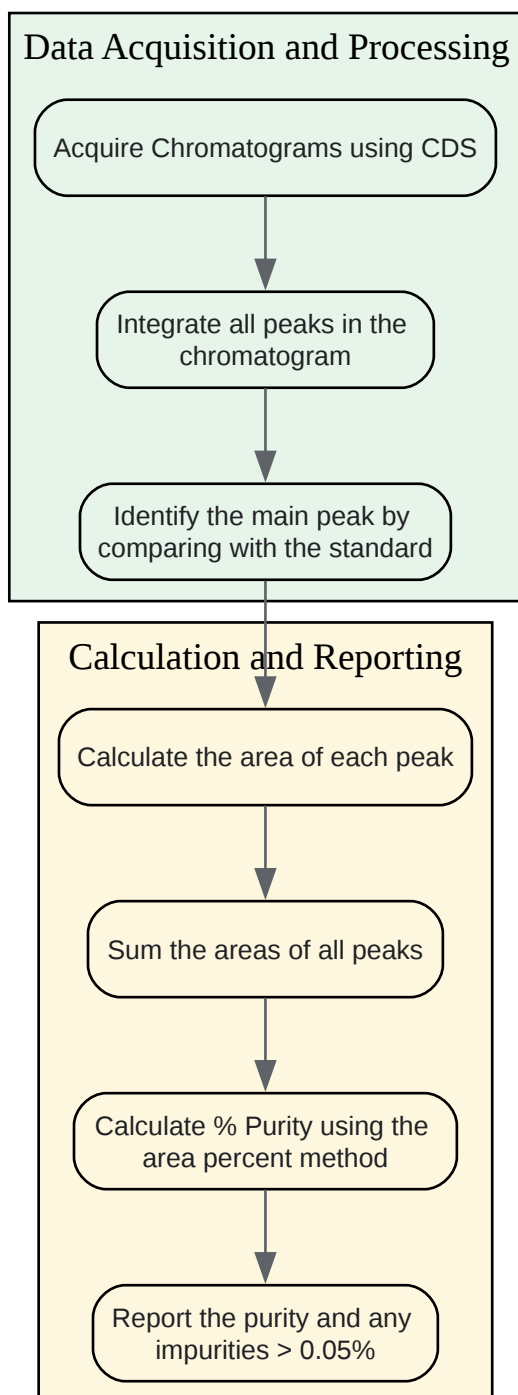 Data Acquisition and Processing
Acquire Chromatograms using CDS
Integrate all peaks in the
chromatogram
Identify the main peak by
comparing with the standard
Calculation and Reporting
Calculate the area of each peak
Sum the areas of all peaks
Calculate % Purity using the
area percent method
Report the purity and any
impurities > 0.05%